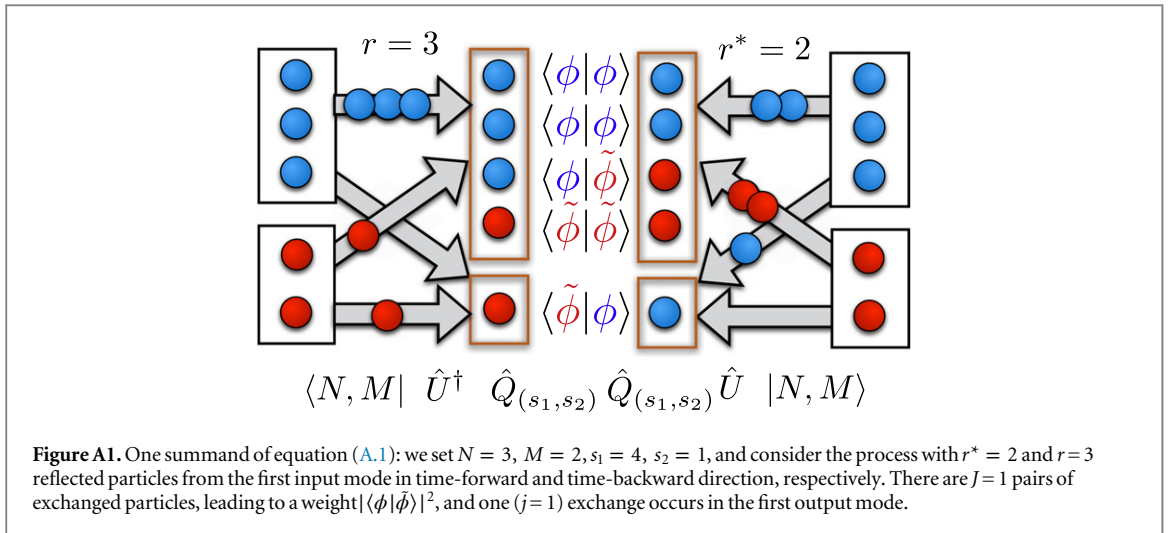 r = 3
r* = 2
⟨ϕ|ϕ⟩
⟨ϕ|ϕ⟩
⟨ϕ|ϕ̃⟩
⟨ϕ̃|ϕ̃⟩
⟨ϕ̃|ϕ⟩
⟨N, M| Û† Q̂(s₁,s₂) Q̂(s₁,s₂) Û |N, M⟩
Figure A1. One summand of equation (A.1): we set N = 3, M = 2, s₁ = 4, s₂ = 1, and consider the process with r* = 2 and r = 3
reflected particles from the first input mode in time-forward and time-backward direction, respectively. There are J = 1 pairs of
exchanged particles, leading to a weight|⟨ϕ|ϕ̃⟩|², and one (j = 1) exchange occurs in the first output mode.